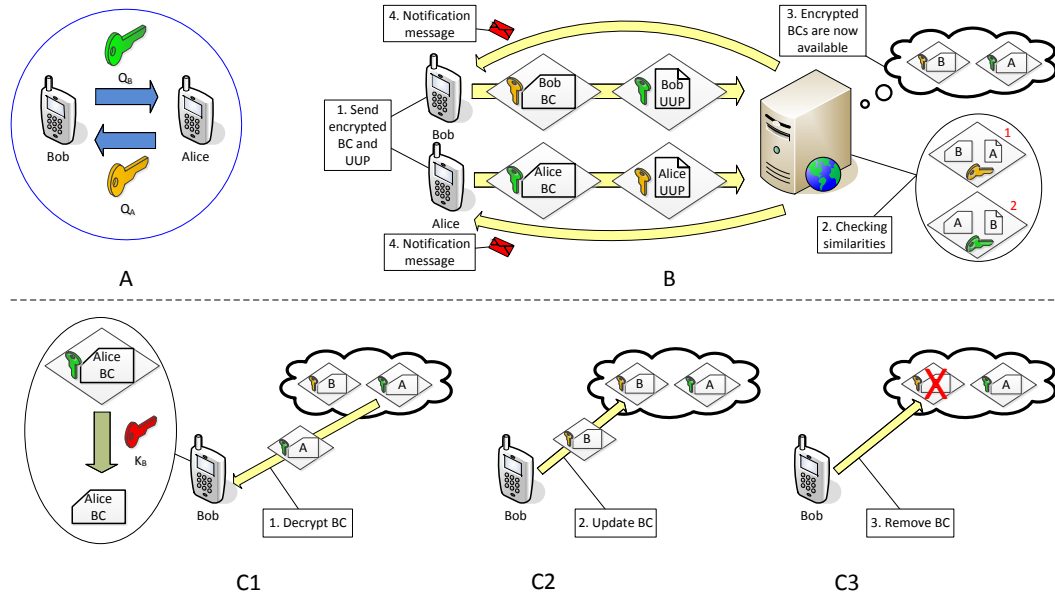 Q_B
Bob
Alice
Q_A
A
4. Notification
message
1. Send
encrypted
BC and
UUP
Bob
Alice
Bob
BC
Bob
UUP
Alice
BC
Alice
UUP
4. Notification
message
3. Encrypted
BCs are now
available
B
A
1
B
A
2
A
B
2. Checking
similarities
B
Alice
BC
K_B
Alice
BC
B
A
A
Bob
1. Decrypt BC
C1
B
A
B
Bob
2. Update BC
C2
A
Bob
3. Remove BC
C3